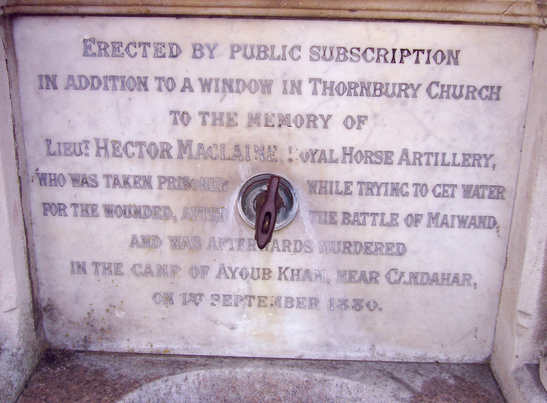 ERECTED BY PUBLIC SUBSCRIPTION
IN ADDITION TO A WINDOW IN THORNBURY CHURCH
TO THE MEMORY OF
LIEUT. HECTOR MACLAINE, ROYAL HORSE ARTILLERY,
WHO WAS TAKEN PRISONER WHILE TRYING TO GET WATER
FOR THE WOUNDED, AFTER THE BATTLE OF MAIWAND,
AND WAS AFTERWARDS MURDERED
IN THE CAMP OF AYOUB KHAN, NEAR CANDAHAR,
ON 1ST SEPTEMBER 1880.